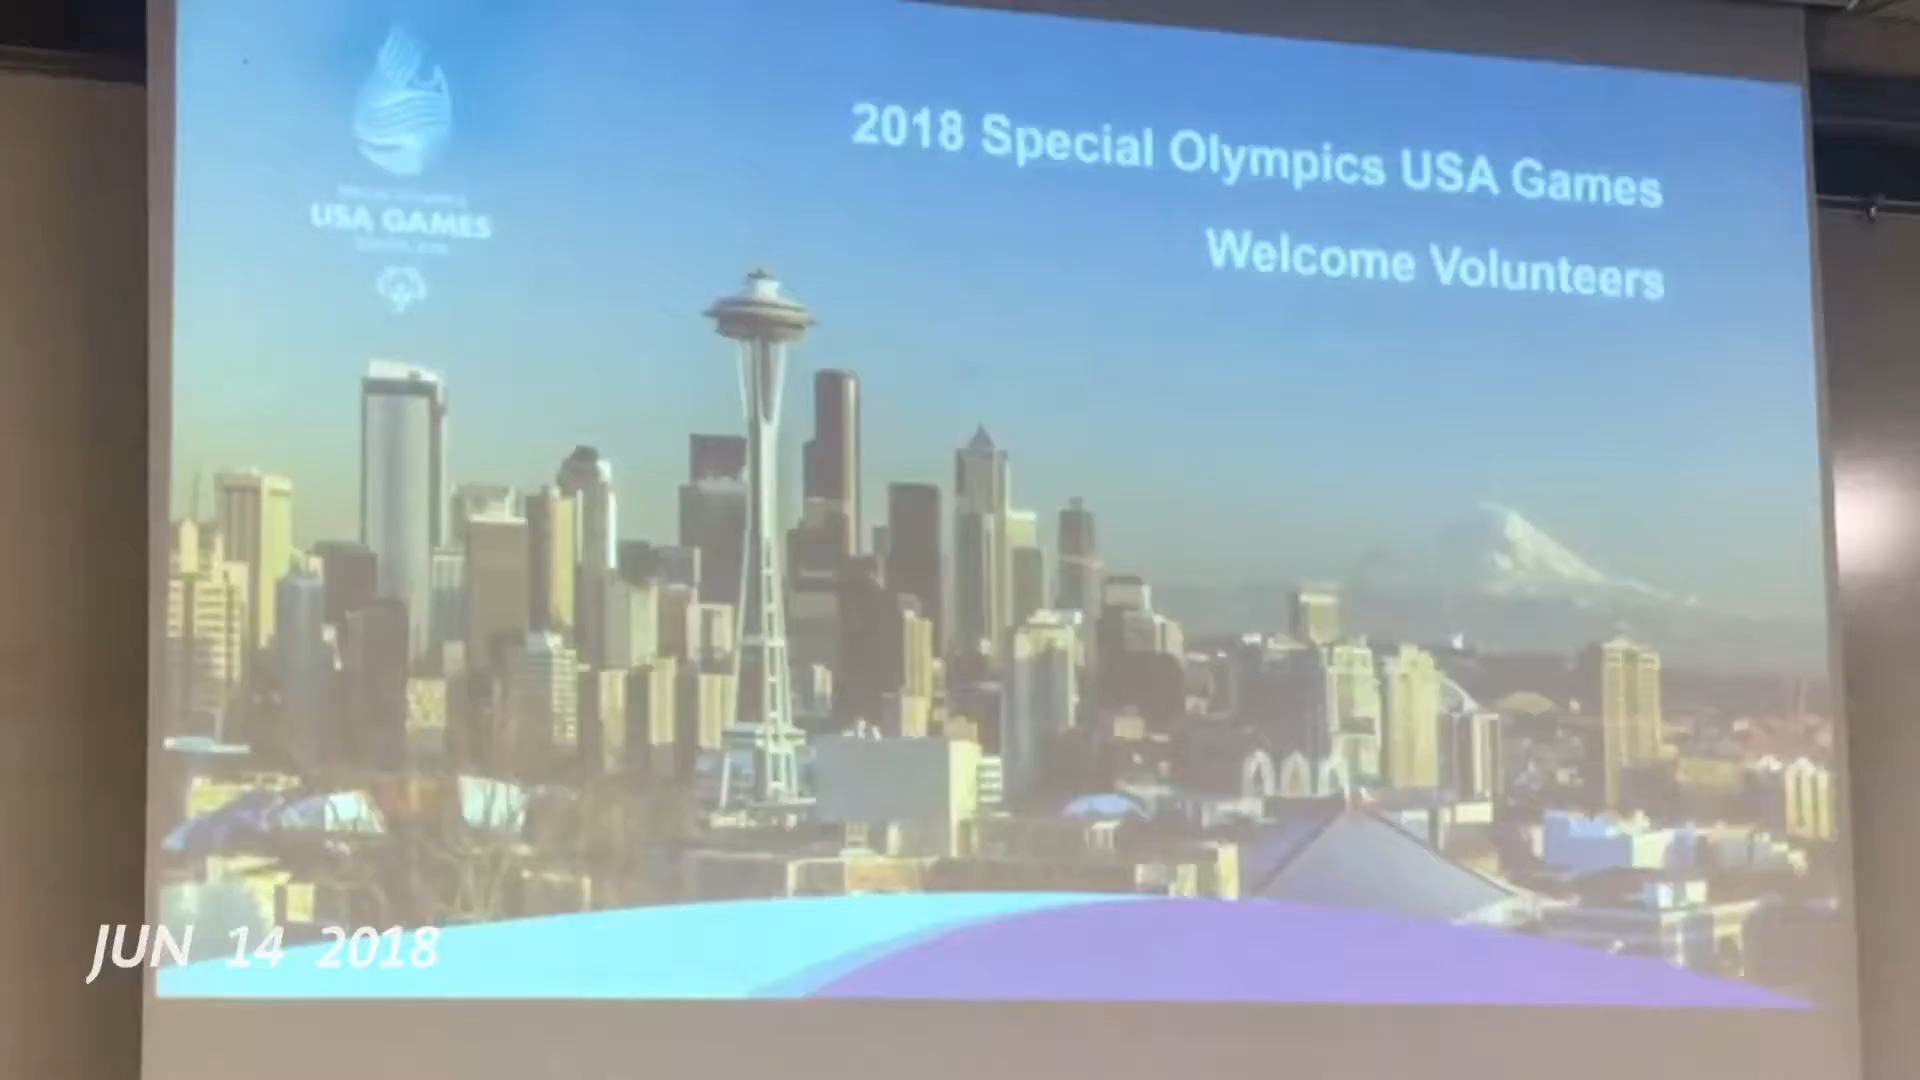 2018 Special Olympics USA Games
Welcome Volunteers
USA GAMES
JUN 14 2018